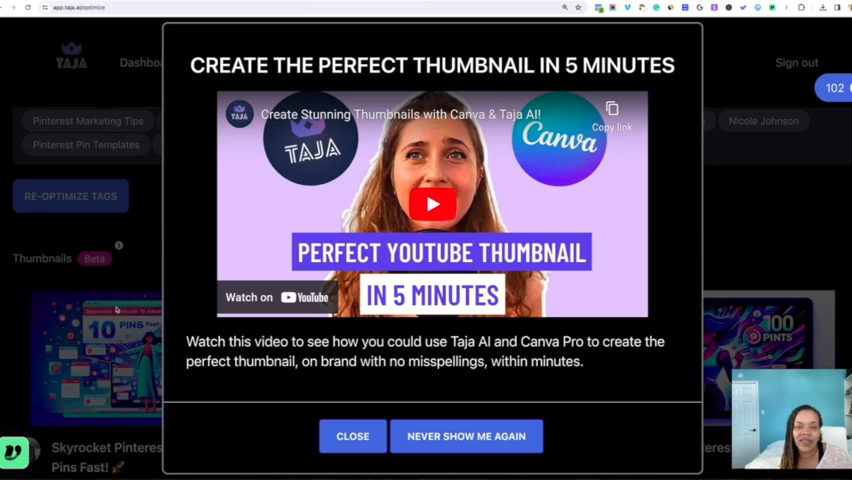 app.taja.ai/optimize
TAJA
Dashbo
Sign out
102
Pinterest Marketing Tips
Nicole Johnson
Pinterest Pin Templates
RE-OPTIMIZE TAGS
Thumbnails Beta
10 PINS Fast!
100 PINTS
Skyrocket Pinteres
Pins Fast! 🚀
CREATE THE PERFECT THUMBNAIL IN 5 MINUTES
Create Stunning Thumbnails with Canva & Taja AI!
Copy link
TAJA
Canva
PERFECT YOUTUBE THUMBNAIL
IN 5 MINUTES
Watch on YouTube
Watch this video to see how you could use Taja AI and Canva Pro to create the
perfect thumbnail, on brand with no misspellings, within minutes.
CLOSE
NEVER SHOW ME AGAIN